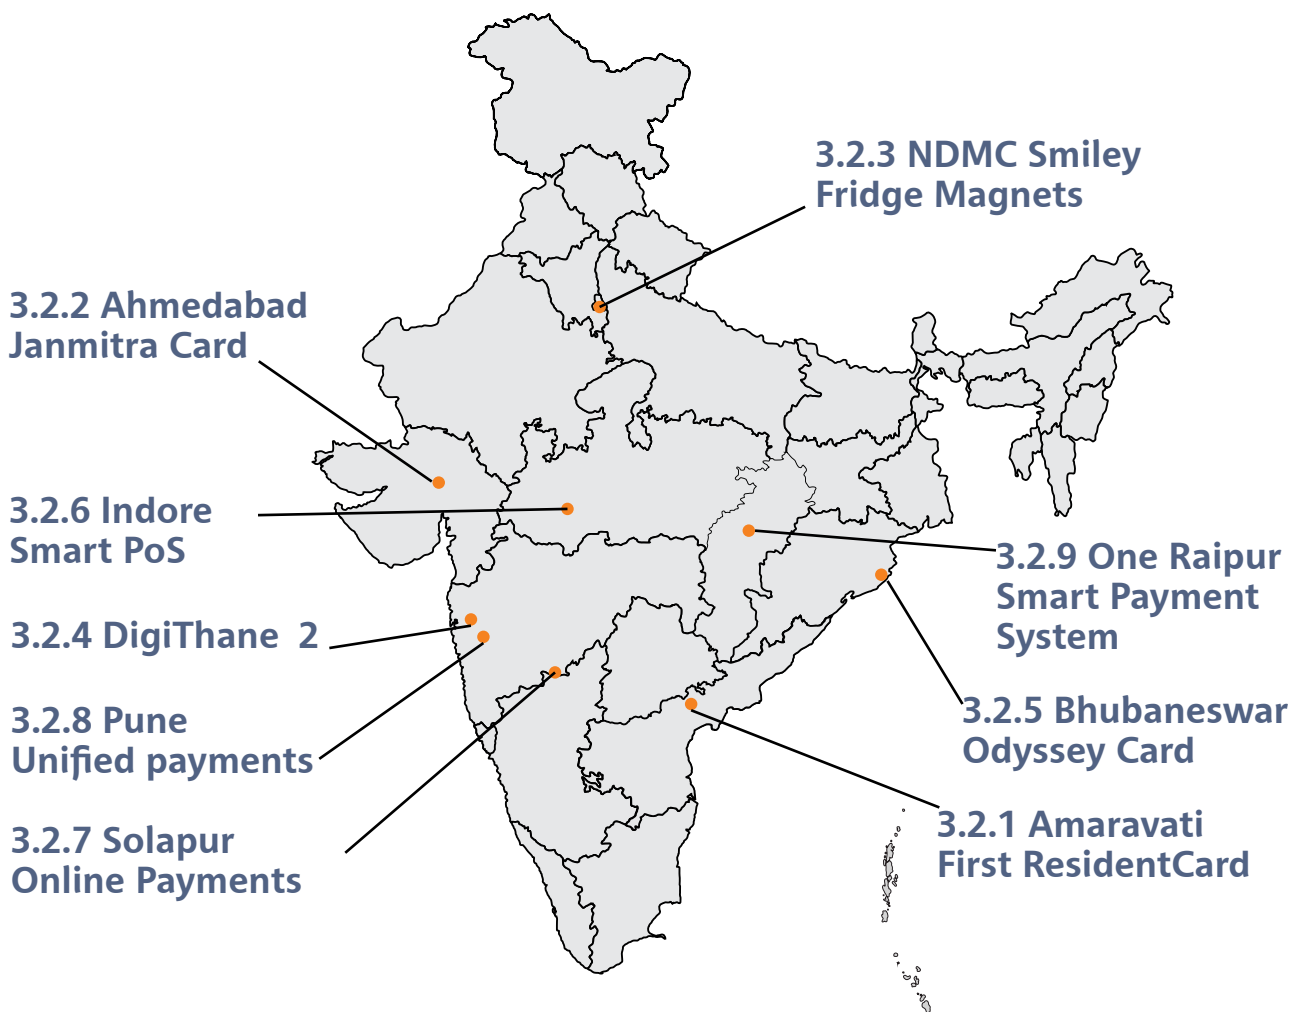 3.2.3 NDMC Smiley
Fridge Magnets
3.2.2 Ahmedabad
Janmitra Card
3.2.6 Indore
Smart PoS
3.2.9 One Raipur
Smart Payment
System
3.2.4 DigiThane 2
3.2.5 Bhubaneswar
Odyssey Card
3.2.8 Pune
Unified payments
3.2.1 Amaravati
First ResidentCard
3.2.7 Solapur
Online Payments